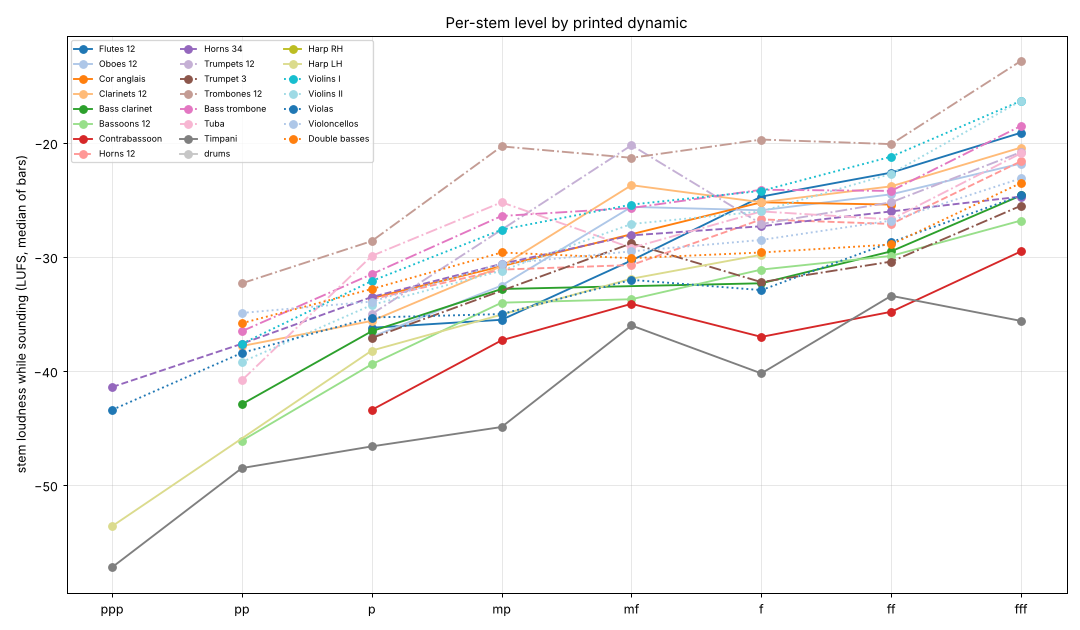 Per-stem level by printed dynamic
Flutes 12
Oboes 12
Cor anglais
Clarinets 12
Bass clarinet
Bassoons 12
Contrabassoon
Horns 12
Horns 34
Trumpets 12
Trumpet 3
Trombones 12
Bass trombone
Tuba
Timpani
drums
Harp RH
Harp LH
Violins I
Violins II
Violas
Violoncellos
Double basses
stem loudness while sounding (LUFS, median of bars)
−20
−30
−40
−50
ppp pp p mp mf f ff fff